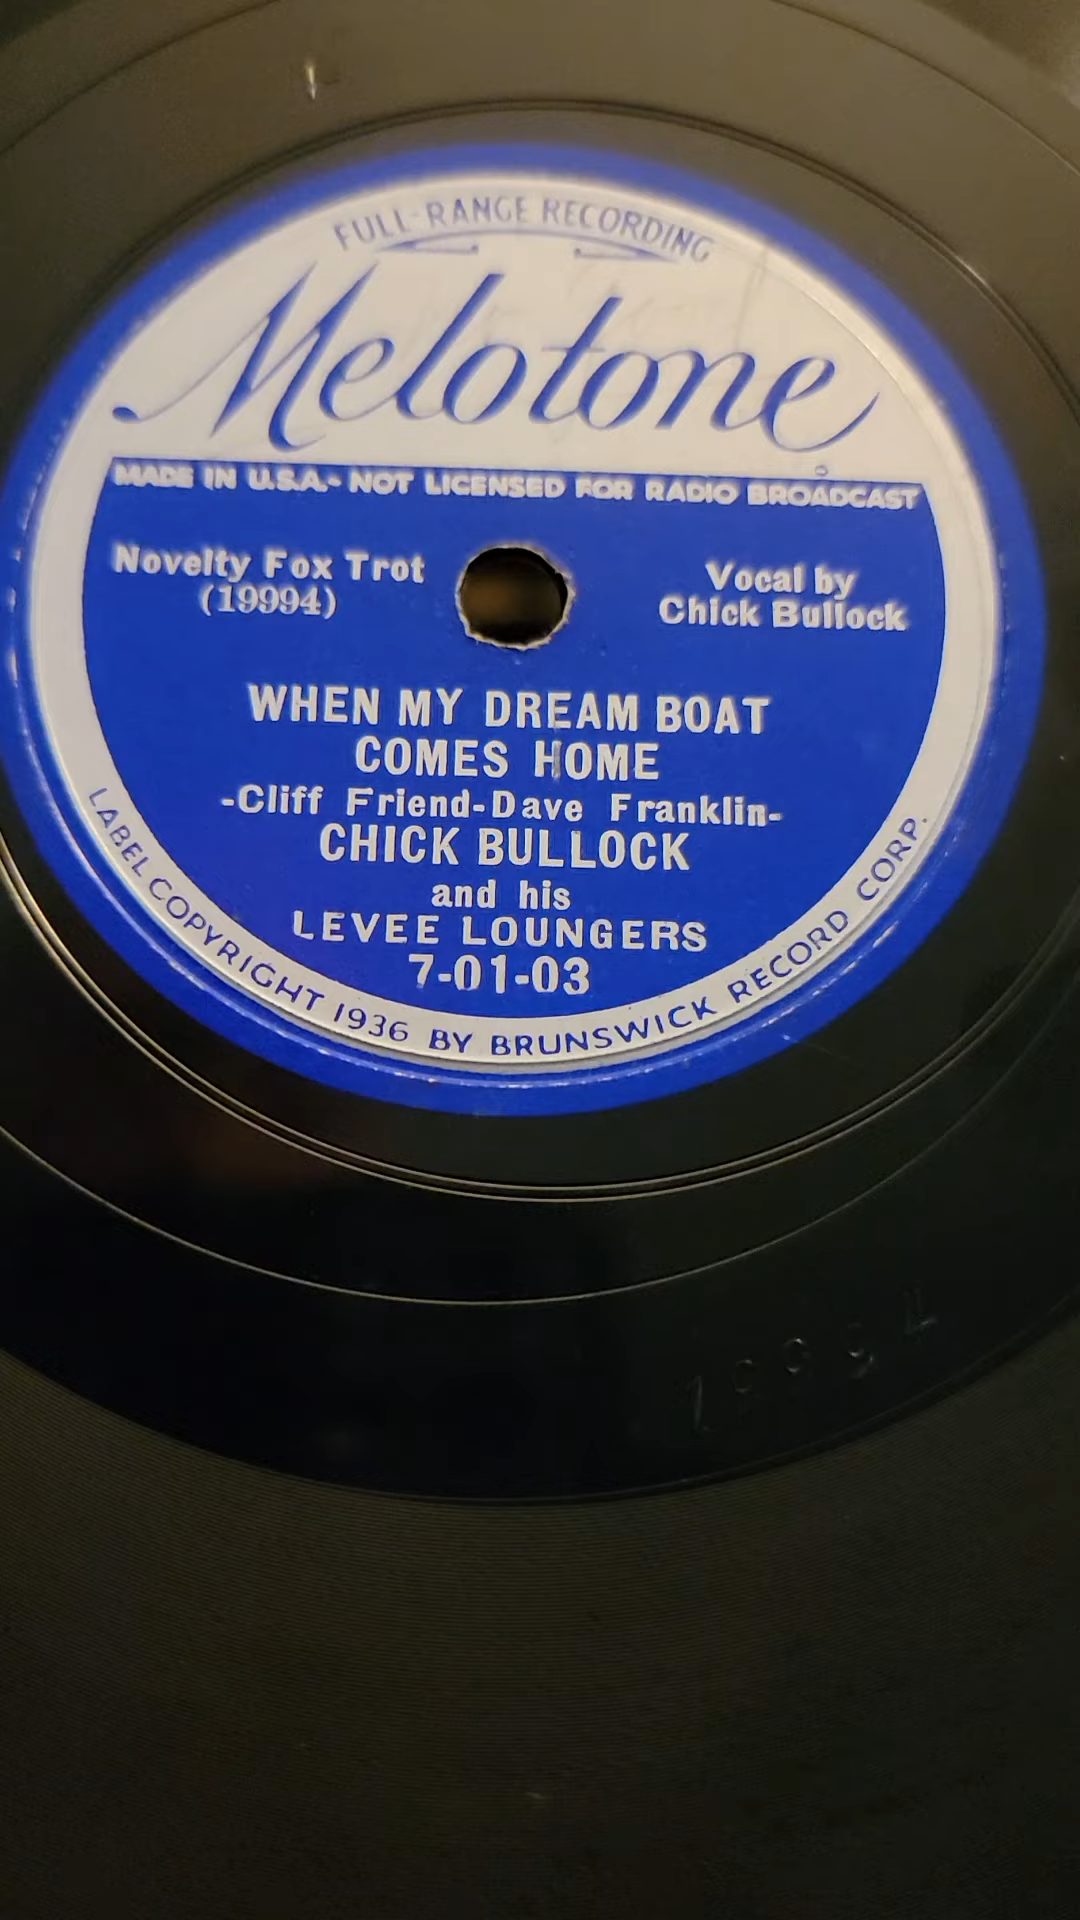 FULL-RANGE RECORDING
Melotone
MADE IN U.S.A.- NOT LICENSED FOR RADIO BROADCAST
Novelty Fox Trot
(19994)
Vocal by
Chick Bullock
WHEN MY DREAM BOAT
COMES HOME
-Cliff Friend-Dave Franklin-
CHICK BULLOCK
and his
LEVEE LOUNGERS
7-01-03
LABEL COPYRIGHT 1936 BY BRUNSWICK RECORD CORP.
19994